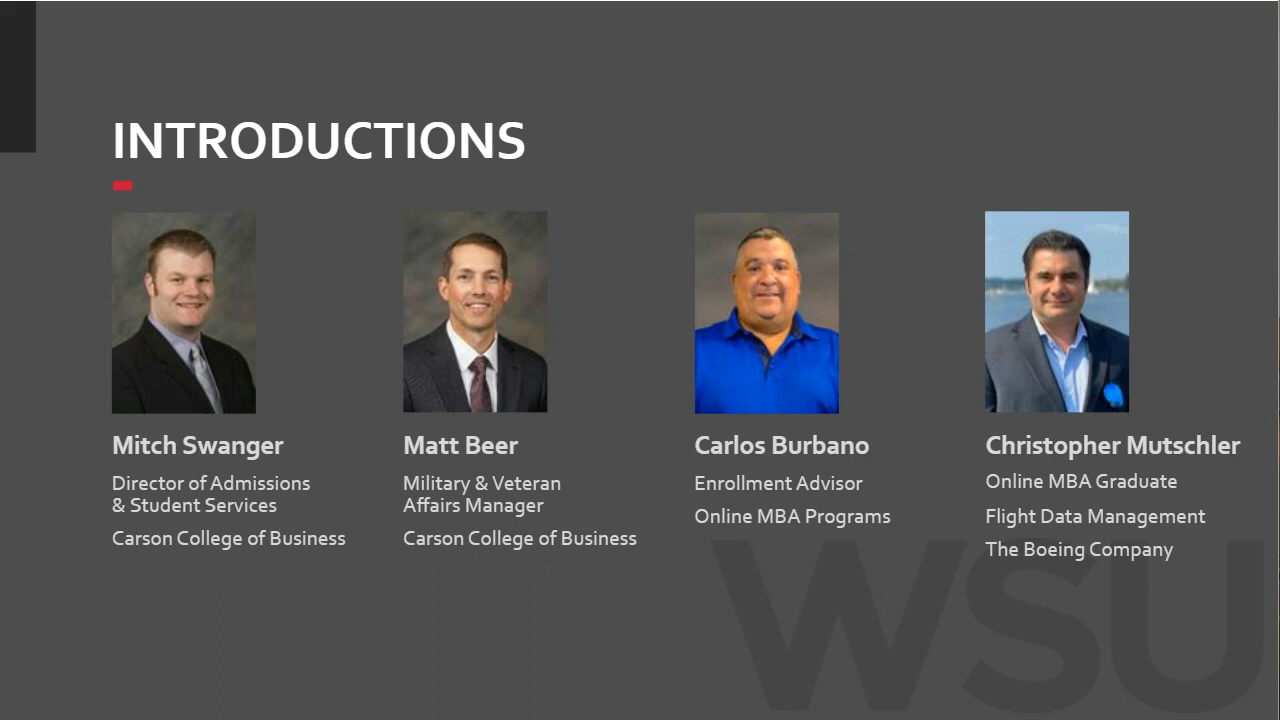 INTRODUCTIONS
Mitch Swanger
Director of Admissions
& Student Services
Carson College of Business
Matt Beer
Military & Veteran
Affairs Manager
Carson College of Business
Carlos Burbano
Enrollment Advisor
Online MBA Programs
Christopher Mutschler
Online MBA Graduate
Flight Data Management
The Boeing Company
WSU